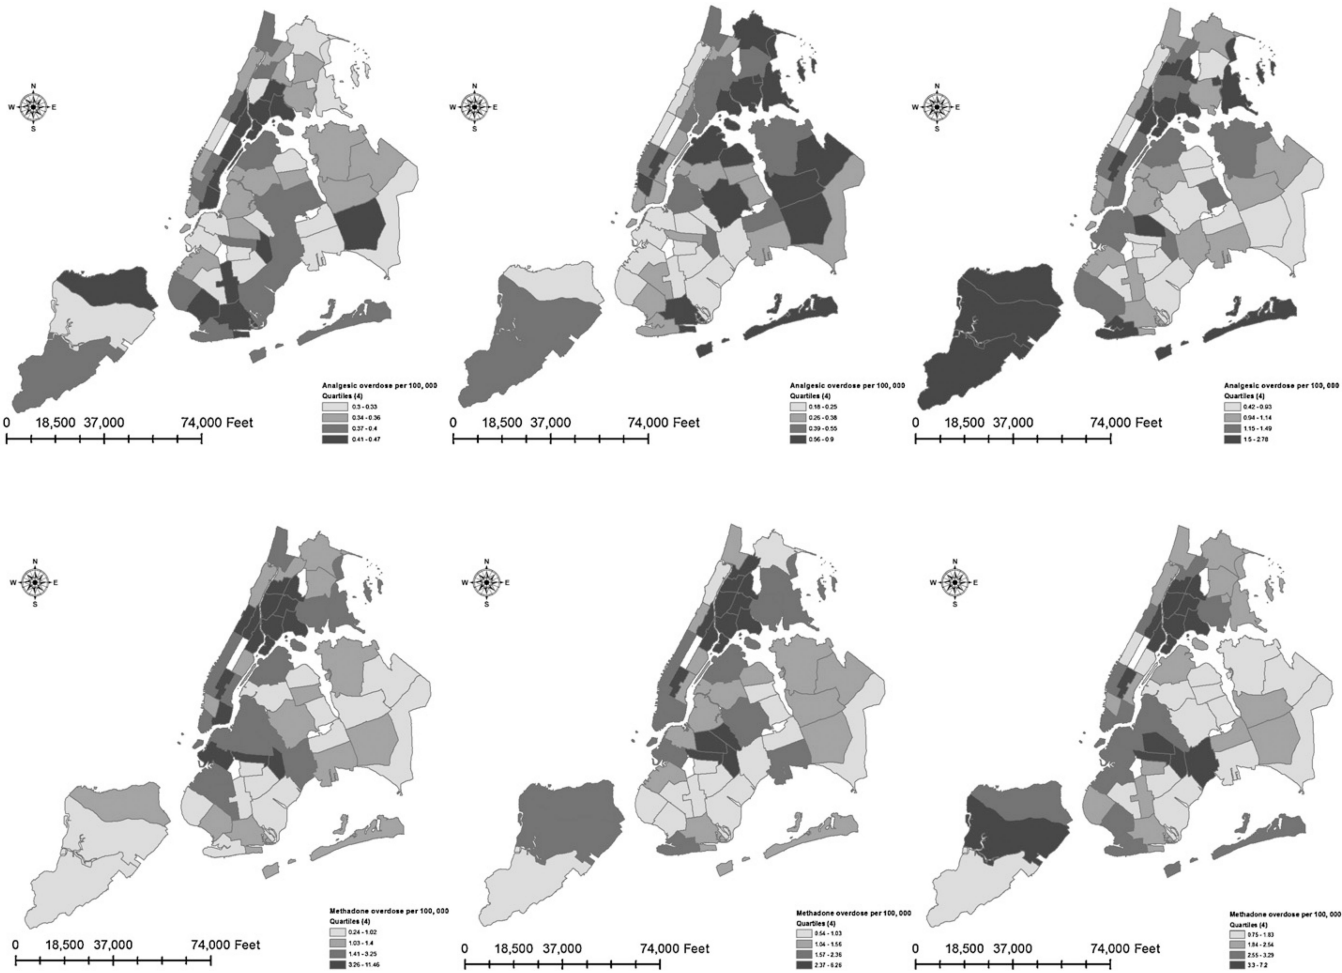 N
W E
S
N
W E
S
N
W E
S
Analgesic overdose per 100, 000
Quartiles (4)
0.3 - 0.33
0.34 - 0.36
0.37 - 0.4
0.41 - 0.47
0 18,500 37,000 74,000 Feet
Analgesic overdose per 100, 000
Quartiles (4)
0.18 - 0.25
0.26 - 0.38
0.39 - 0.55
0.56 - 0.9
0 18,500 37,000 74,000 Feet
Analgesic overdose per 100, 000
Quartiles (4)
0.42 - 0.93
0.94 - 1.14
1.15 - 1.49
1.5 - 2.78
0 18,500 37,000 74,000 Feet
N
W E
S
N
W E
S
N
W E
S
Methadone overdose per 100, 000
Quartiles (4)
0.24 - 1.02
1.03 - 1.4
1.41 - 3.25
3.26 - 11.46
0 18,500 37,000 74,000 Feet
Methadone overdose per 100, 000
Quartiles (4)
0.54 - 1.03
1.04 - 1.56
1.57 - 2.36
2.37 - 6.26
0 18,500 37,000 74,000 Feet
Methadone overdose per 100, 000
Quartiles (4)
0.75 - 1.83
1.84 - 2.54
2.55 - 3.29
3.3 - 7.2
0 18,500 37,000 74,000 Feet